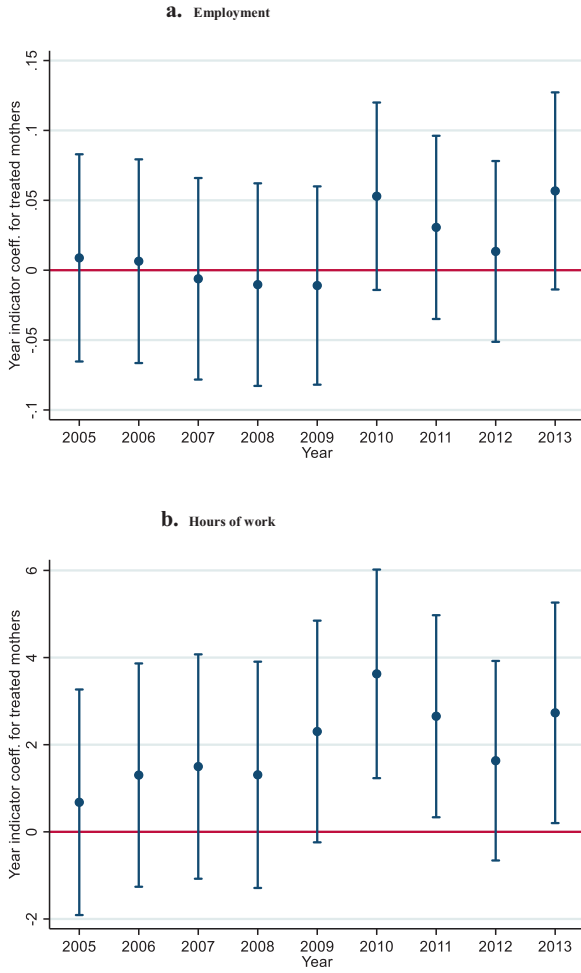 a. Employment
Year indicator coeff. for treated mothers
.15
.1
.05
0
-.05
-.1
2005 2006 2007 2008 2009 2010 2011 2012 2013
Year
b. Hours of work
Year indicator coeff. for treated mothers
6
4
2
0
-2
2005 2006 2007 2008 2009 2010 2011 2012 2013
Year